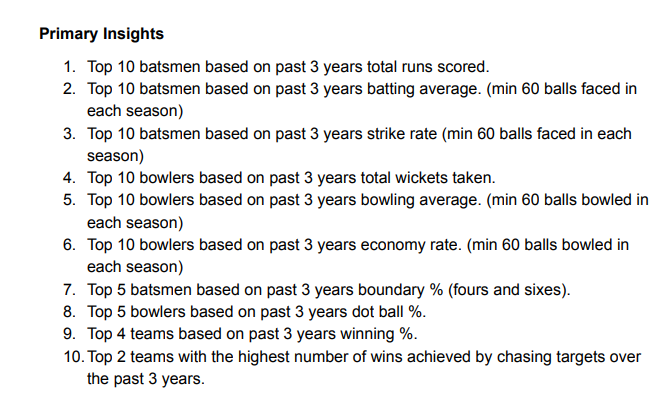 Primary Insights
1. Top 10 batsmen based on past 3 years total runs scored.
2. Top 10 batsmen based on past 3 years batting average. (min 60 balls faced in
each season)
3. Top 10 batsmen based on past 3 years strike rate (min 60 balls faced in each
season)
4. Top 10 bowlers based on past 3 years total wickets taken.
5. Top 10 bowlers based on past 3 years bowling average. (min 60 balls bowled in
each season)
6. Top 10 bowlers based on past 3 years economy rate. (min 60 balls bowled in
each season)
7. Top 5 batsmen based on past 3 years boundary % (fours and sixes).
8. Top 5 bowlers based on past 3 years dot ball %.
9. Top 4 teams based on past 3 years winning %.
10. Top 2 teams with the highest number of wins achieved by chasing targets over
the past 3 years.